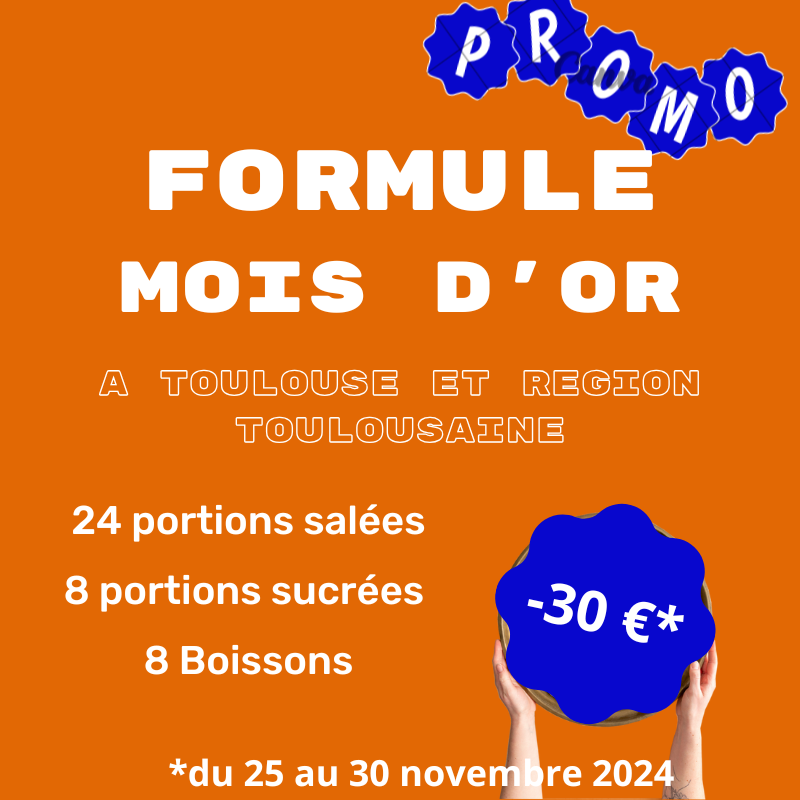 PROMO
Canva
FORMULE
MOIS D'OR
A TOULOUSE ET REGION
TOULOUSAINE
24 portions salées
8 portions sucrées
8 Boissons
-30 €*
*du 25 au 30 novembre 2024